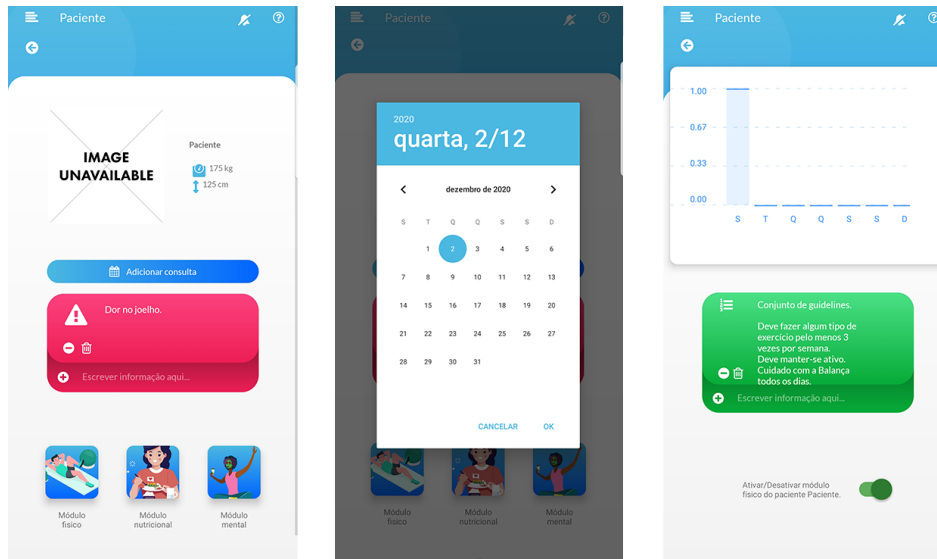 Paciente
IMAGE
UNAVAILABLE
Paciente
175 kg
125 cm
Adicionar consulta
Dor no joelho.
Escrever informação aqui...
Módulo
fisico
Módulo
nutricional
Módulo
mental
Paciente
2020
quarta, 2/12
dezembro de 2020
S T Q Q S S D
1 2 3 4 5 6
7 8 9 10 11 12 13
14 15 16 17 18 19 20
21 22 23 24 25 26 27
28 29 30 31
CANCELAR OK
Módulo
fisico
Módulo
nutricional
Módulo
mental
Paciente
1.00
0.67
0.33
0.00
S T Q Q S S D
Conjunto de guidelines.
Deve fazer algum tipo de
exercício pelo menos 3
vezes por semana.
Deve manter-se ativo.
Cuidado com a Balança
todos os dias.
Escrever informação aqui...
Ativar/Desativar módulo
físico do paciente Paciente.